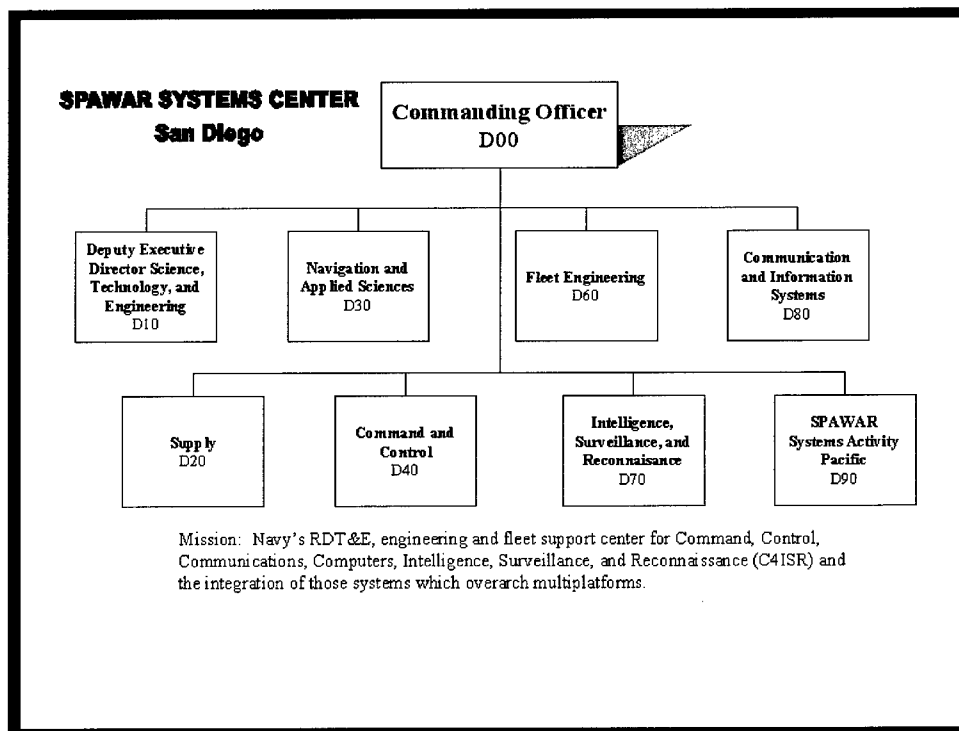 SPAWAR SYSTEMS CENTER
San Diego
Commanding Officer
D00
Deputy Executive
Director Science,
Technology, and
Engineering
D10
Navigation and
Applied Sciences
D30
Fleet Engineering
D60
Communication
and Information
Systems
D80
Supply
D20
Command and
Control
D40
Intelligence,
Surveillance, and
Reconnaisance
D70
SPAWAR
Systems Activity
Pacific
D90
Mission: Navy's RDT&E, engineering and fleet support center for Command, Control,
Communications, Computers, Intelligence, Surveillance, and Reconnaissance (C4ISR) and
the integration of those systems which overarch multiplatforms.